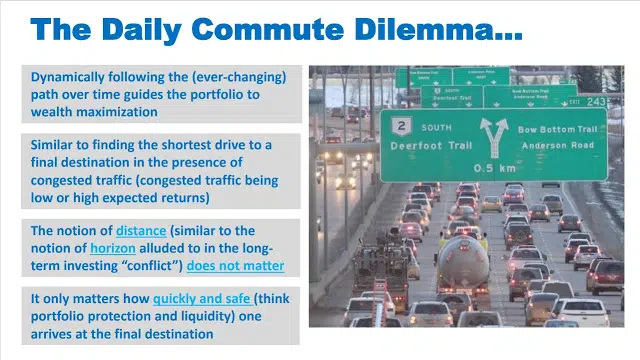 The Daily Commute Dilemma...
Dynamically following the (ever-changing)
path over time guides the portfolio to
wealth maximization
Similar to finding the shortest drive to a
final destination in the presence of
congested traffic (congested traffic being
low or high expected returns)
The notion of distance (similar to the
notion of horizon alluded to in the long-
term investing “conflict”) does not matter
It only matters how quickly and safe (think
portfolio protection and liquidity) one
arrives at the final destination
SOUTH
Deerfoot Trail
Bow Bottom Trail
Anderson Road
EXIT 243
2 SOUTH
Deerfoot Trail
Bow Bottom Trail
Anderson Road
0.5 km